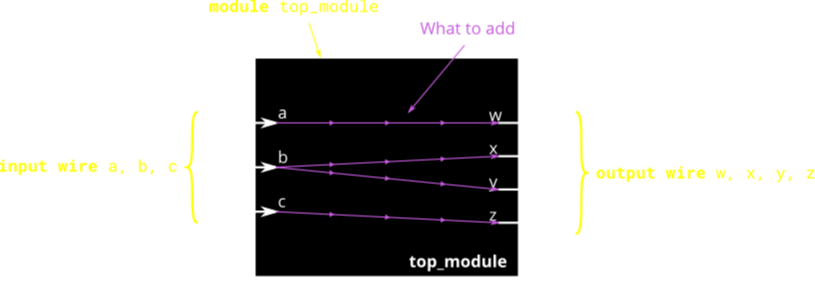 module top_module
What to add
a
w
x
b
input wire a, b, c
output wire w, x, y, z
y
c
z
top_module